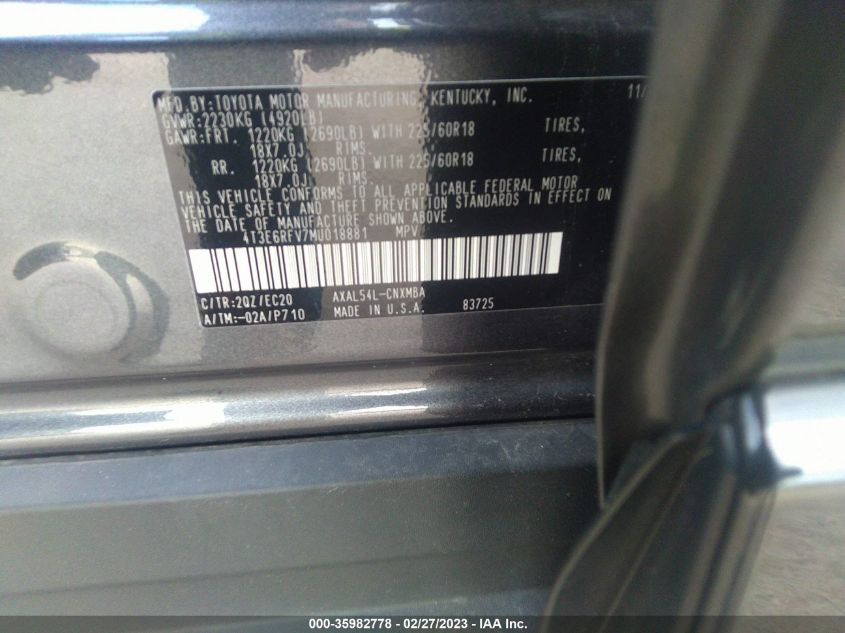 MFD.BY:TOYOTA MOTOR MANUFACTURING, KENTUCKY, INC. 11/
GVWR:2230KG (4920LB)
GAWR:FRT. 1220KG (2690LB) WITH 225/60R18 TIRES,
18X7.0J RIMS.
RR. 1220KG (2690LB) WITH 225/60R18 TIRES,
18X7.0J RIMS.
THIS VEHICLE CONFORMS TO ALL APPLICABLE FEDERAL MOTOR
VEHICLE SAFETY AND THEFT PREVENTION STANDARDS IN EFFECT ON
THE DATE OF MANUFACTURE SHOWN ABOVE.
4T3E6RFV7MU018881 MPV
C/TR:2QZ/EC20 AXAL54L-CNXMBA
A/TM:-02A/P710 MADE IN U.S.A. 83725
000-35982778 - 02/27/2023 - IAA Inc.